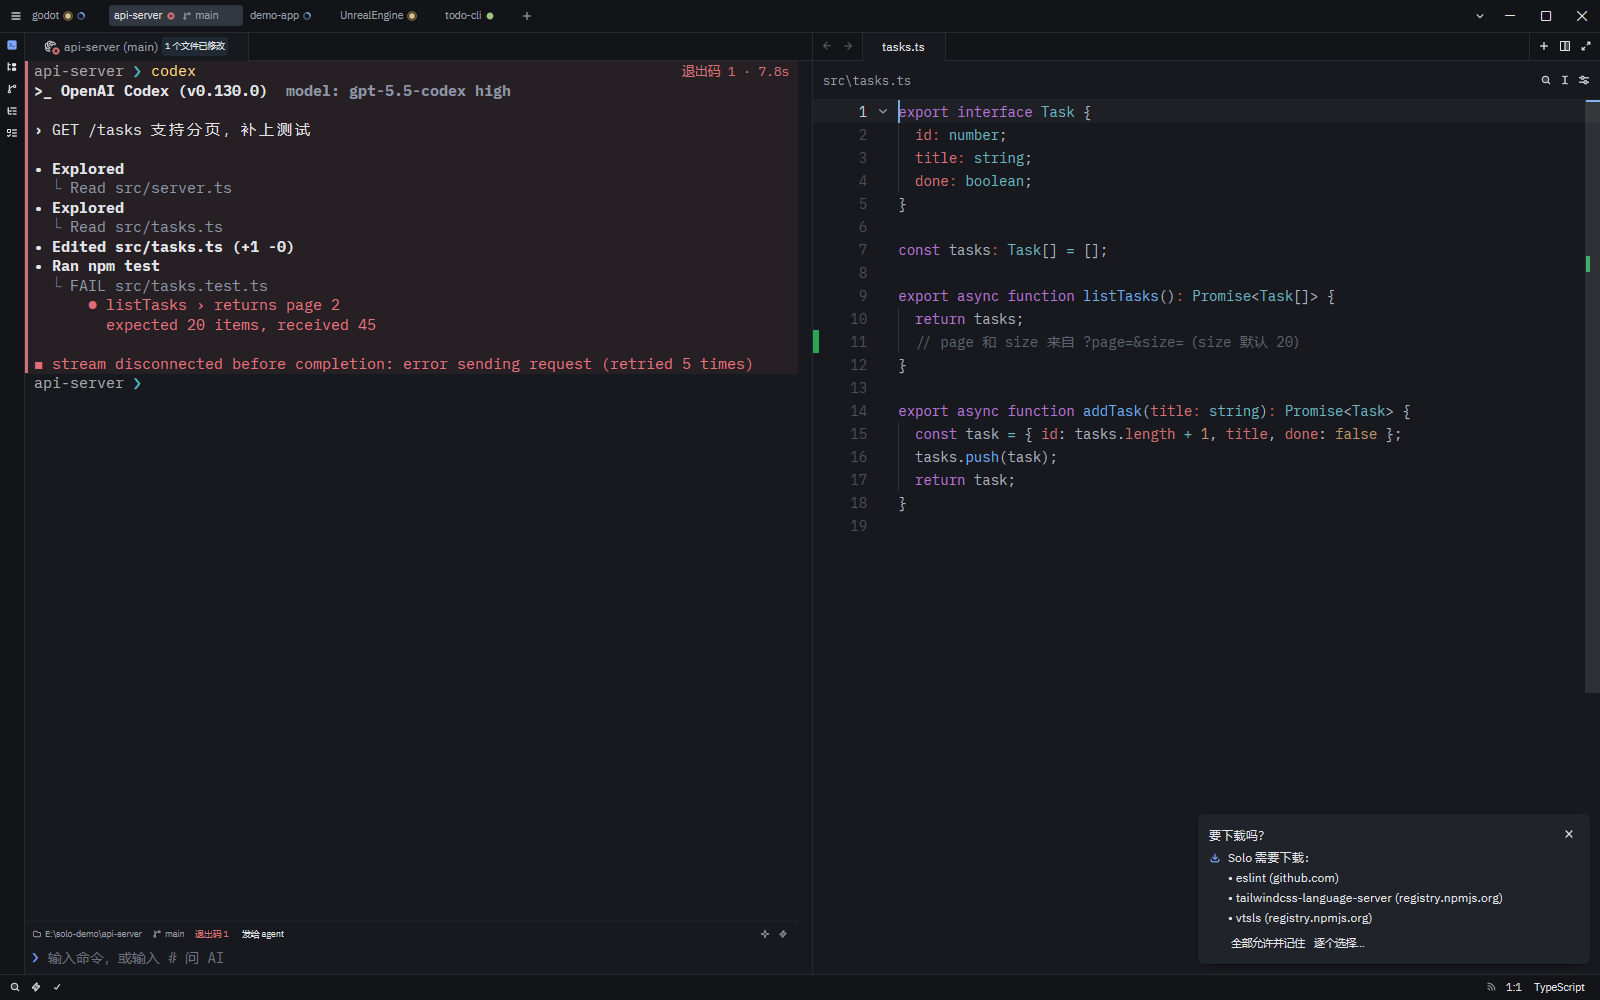 godot
api-server main
demo-app
UnrealEngine
todo-cli
api-server (main) 1 个文件已修改
tasks.ts
api-server ❯ codex
退出码 1 · 7.8s
>_ OpenAI Codex (v0.130.0) model: gpt-5.5-codex high
› GET /tasks 支持分页，补上测试
• Explored
└ Read src/server.ts
• Explored
└ Read src/tasks.ts
• Edited src/tasks.ts (+1 -0)
• Ran npm test
└ FAIL src/tasks.test.ts
● listTasks › returns page 2
expected 20 items, received 45
■ stream disconnected before completion: error sending request (retried 5 times)
api-server ❯
E:\solo-demo\api-server main 退出码 1 发给 agent
❯ 输入命令，或输入 # 问 AI
src\tasks.ts
1 export interface Task {
2 id: number;
3 title: string;
4 done: boolean;
5 }
6
7 const tasks: Task[] = [];
8
9 export async function listTasks(): Promise<Task[]> {
10 return tasks;
11 // page 和 size 来自 ?page=&size= (size 默认 20)
12 }
13
14 export async function addTask(title: string): Promise<Task> {
15 const task = { id: tasks.length + 1, title, done: false };
16 tasks.push(task);
17 return task;
18 }
19
要下载吗?
Solo 需要下载:
• eslint (github.com)
• tailwindcss-language-server (registry.npmjs.org)
• vtsls (registry.npmjs.org)
全部允许并记住 逐个选择...
1:1 TypeScript